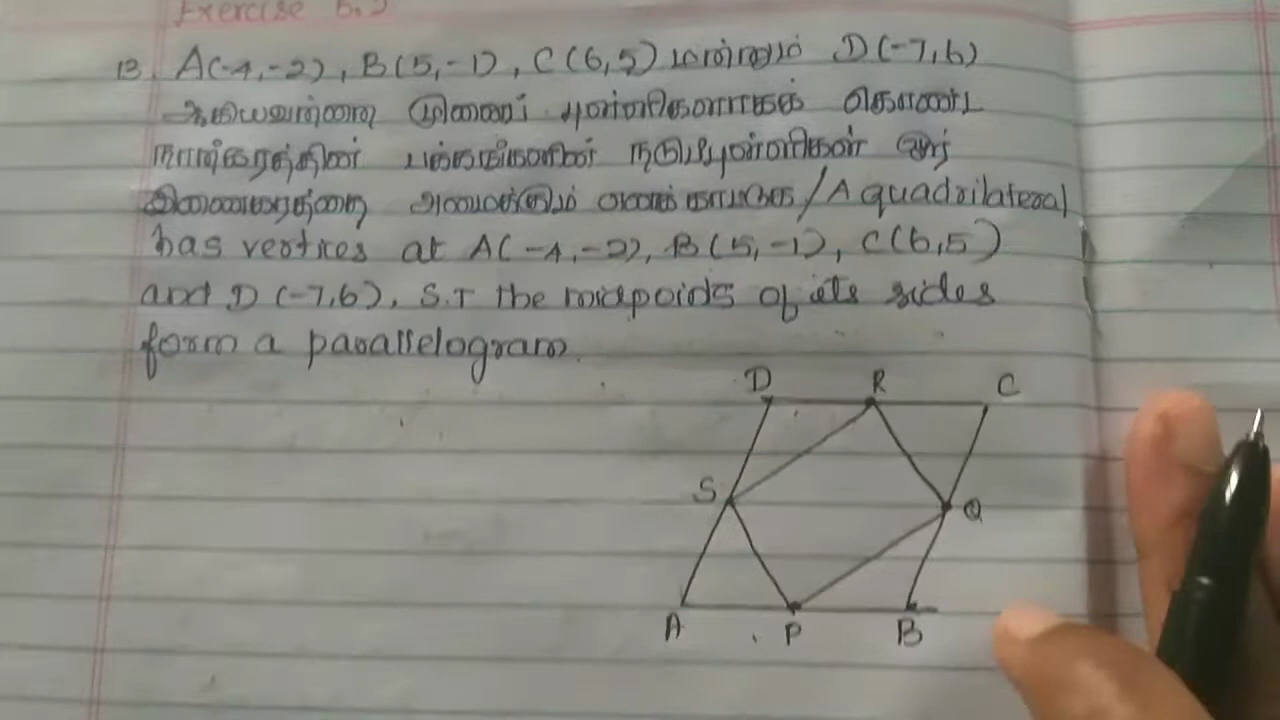 Exercise 5.
13. A(-4,-2), B(5,-1), C(6,5) மற்றும் D(-7,6)
ஆகியவற்றை முனைப் புள்ளிகளாகக் கொண்ட
நாற்கரத்தின் பக்கங்களின் நடுப்புள்ளிகள் ஓர்
இணைகரத்தை அமைக்கும் எனக் காட்டுக / A quadrilateral
has vertices at A(-4,-2), B(5,-1), C(6,5)
and D(-7,6), S.T the midpoids of its sides
form a parallelogram.
D R C
S Q
A P B